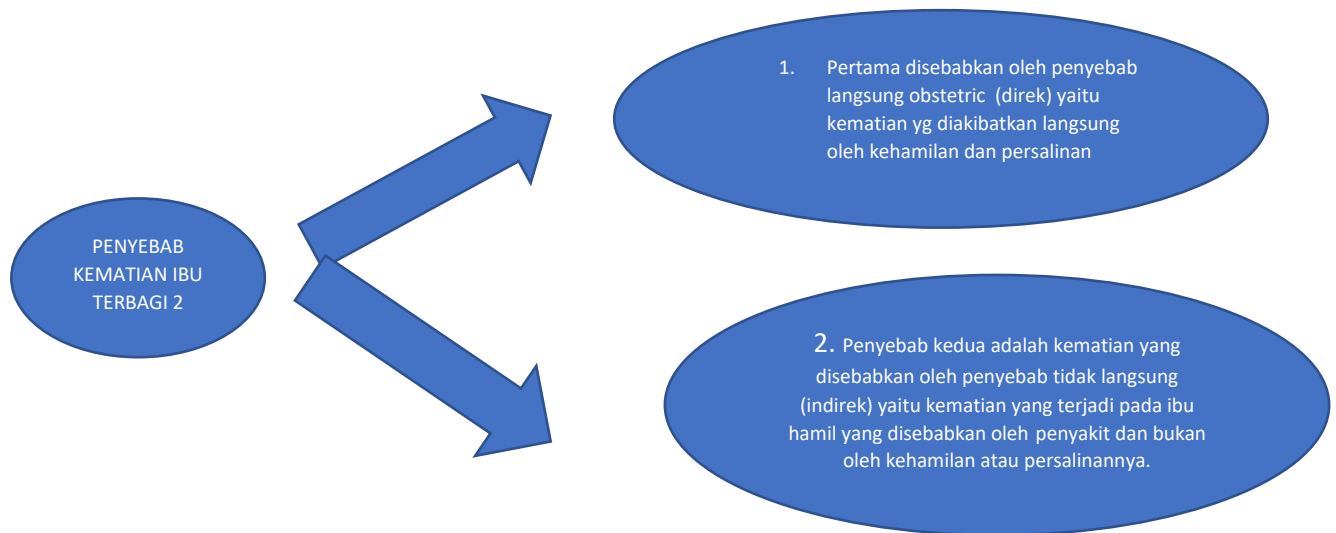 PENYEBAB
KEMATIAN IBU
TERBAGI 2
1. Pertama disebabkan oleh penyebab
langsung obstetric (direk) yaitu
kematian yg diakibatkan langsung
oleh kehamilan dan persalinan
2. Penyebab kedua adalah kematian yang
disebabkan oleh penyebab tidak langsung
(indirek) yaitu kematian yang terjadi pada ibu
hamil yang disebabkan oleh penyakit dan bukan
oleh kehamilan atau persalinannya.